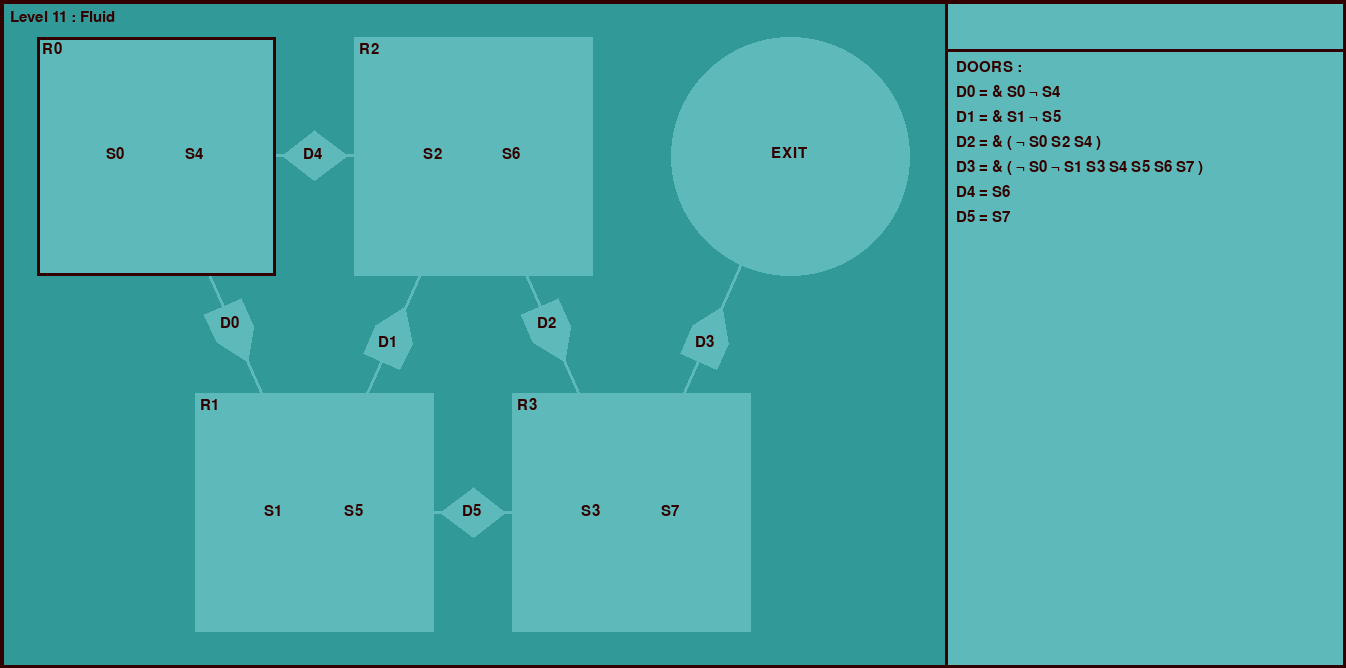 Level 11 : Fluid
R0
R2
S0 S4
D4
S2 S6
EXIT
D0
D1
D2
D3
R1
R3
S1 S5
D5
S3 S7
DOORS :
D0 = & S0 ¬ S4
D1 = & S1 ¬ S5
D2 = & ( ¬ S0 S2 S4 )
D3 = & ( ¬ S0 ¬ S1 S3 S4 S5 S6 S7 )
D4 = S6
D5 = S7